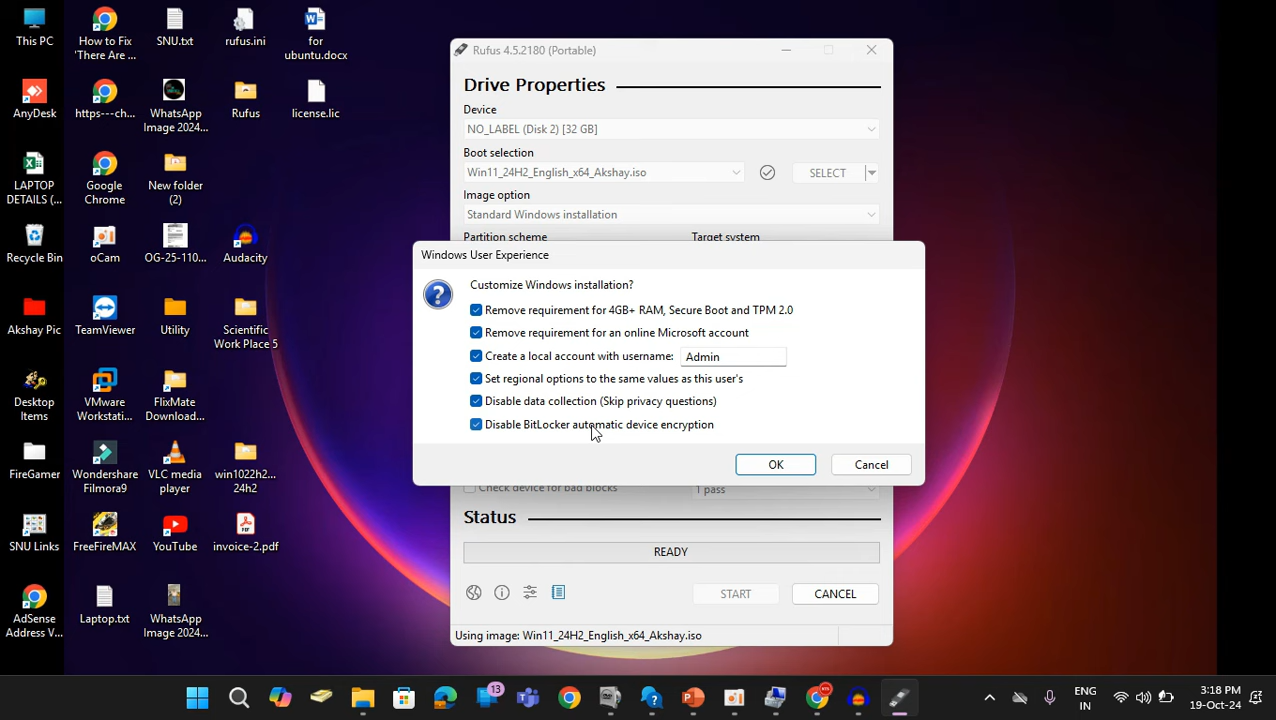 This PC
How to Fix
'There Are ...
SNU.txt
rufus.ini
for
ubuntu.docx
AnyDesk
https---ch...
WhatsApp
Image 2024...
Rufus
license.lic
LAPTOP
DETAILS (...
Google
Chrome
New folder
(2)
Recycle Bin
oCam
OG-25-110...
Audacity
Akshay Pic
TeamViewer
Utility
Scientific
Work Place 5
Desktop
Items
VMware
Workstati...
FlixMate
Download...
FireGamer
Wondershare
Filmora9
VLC media
player
win1022h2...
24h2
SNU Links
FreeFireMAX
YouTube
invoice-2.pdf
AdSense
Address V...
Laptop.txt
WhatsApp
Image 2024...
Rufus 4.5.2180 (Portable)
Drive Properties
Device
NO_LABEL (Disk 2) [32 GB]
Boot selection
Win11_24H2_English_x64_Akshay.iso
SELECT
Image option
Standard Windows installation
Partition scheme
Target system
Windows User Experience
Customize Windows installation?
Remove requirement for 4GB+ RAM, Secure Boot and TPM 2.0
Remove requirement for an online Microsoft account
Create a local account with username: Admin
Set regional options to the same values as this user's
Disable data collection (Skip privacy questions)
Disable BitLocker automatic device encryption
OK
Cancel
Check device for bad blocks
1 pass
Status
READY
START
CANCEL
Using image: Win11_24H2_English_x64_Akshay.iso
13
ENG
IN
3:18 PM
19-Oct-24